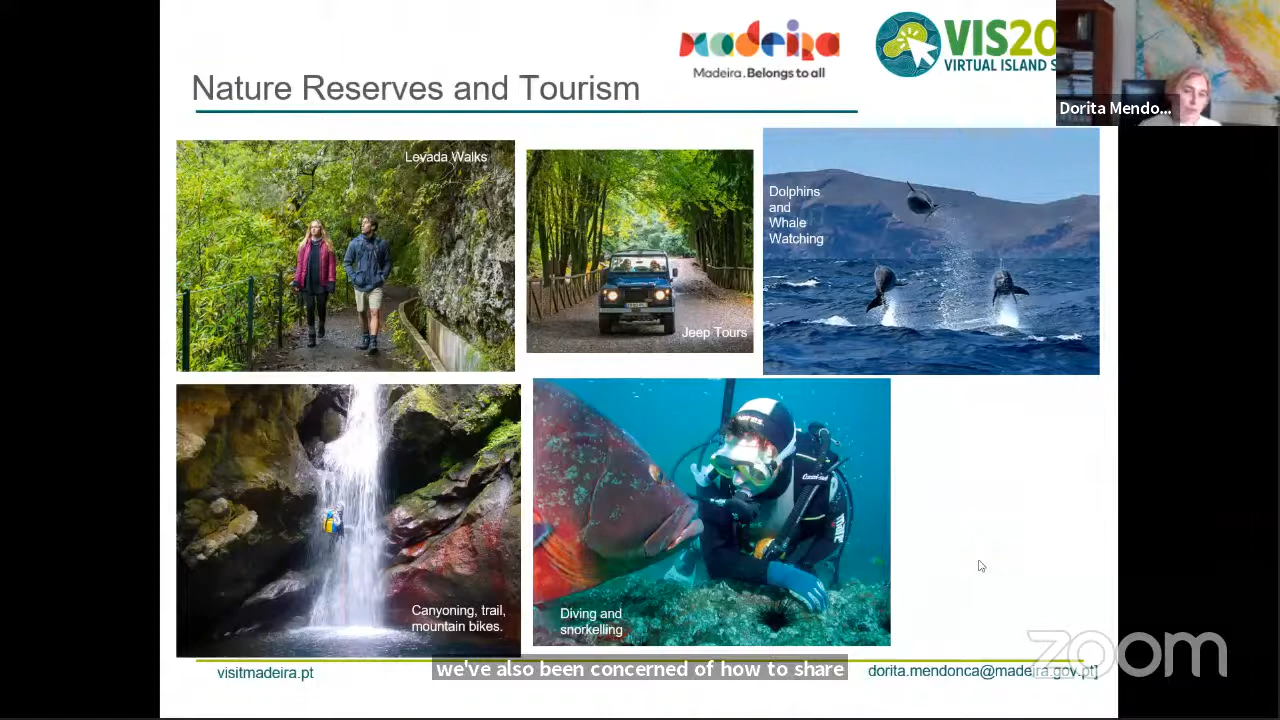 madeira
Madeira. Belongs to all
VIS20
VIRTUAL ISLAND S
Dorita Mendo...
Nature Reserves and Tourism
Levada Walks
Jeep Tours
Dolphins
and
Whale
Watching
Canyoning, trail,
mountain bikes.
Diving and
snorkelling
we've also been concerned of how to share
visitmadeira.pt
dorita.mendonca@madeira.gov.pt]
zoom